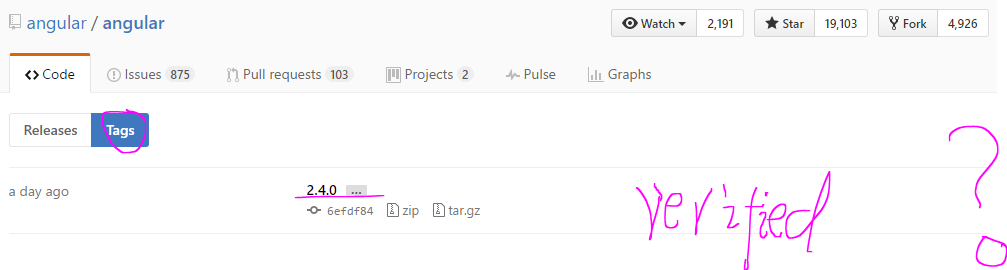 angular / angular
Watch 2,191 Star 19,103 Fork 4,926
Code Issues 875 Pull requests 103 Projects 2 Pulse Graphs
Releases Tags
a day ago 2.4.0 ...
6efdf84 zip tar.gz
verified ?